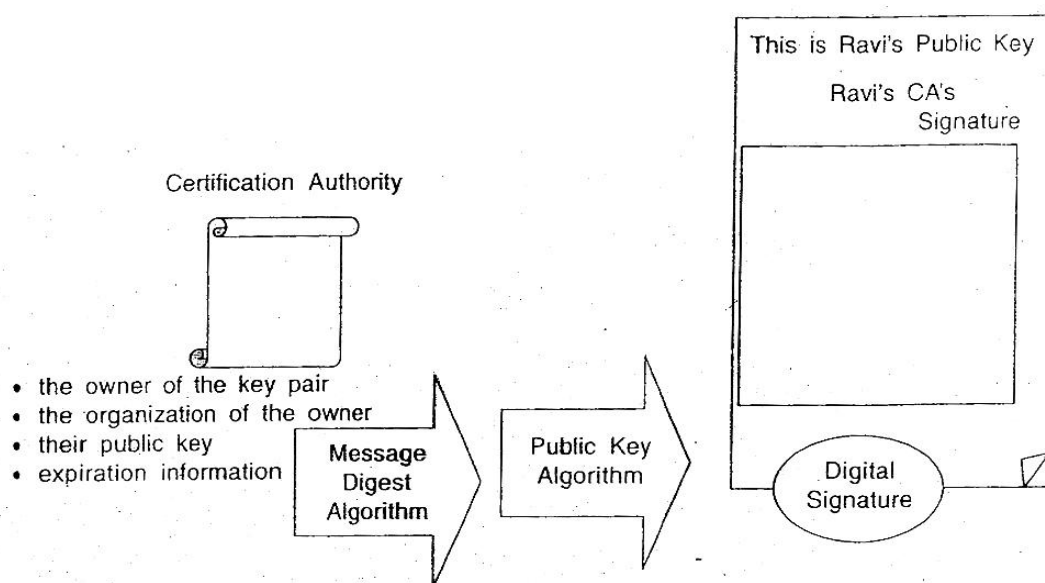 This is Ravi's Public Key
Ravi's CA's
Signature
Certification Authority
• the owner of the key pair
• the organization of the owner
• their public key
• expiration information
Message
Digest
Algorithm
Public Key
Algorithm
Digital
Signature